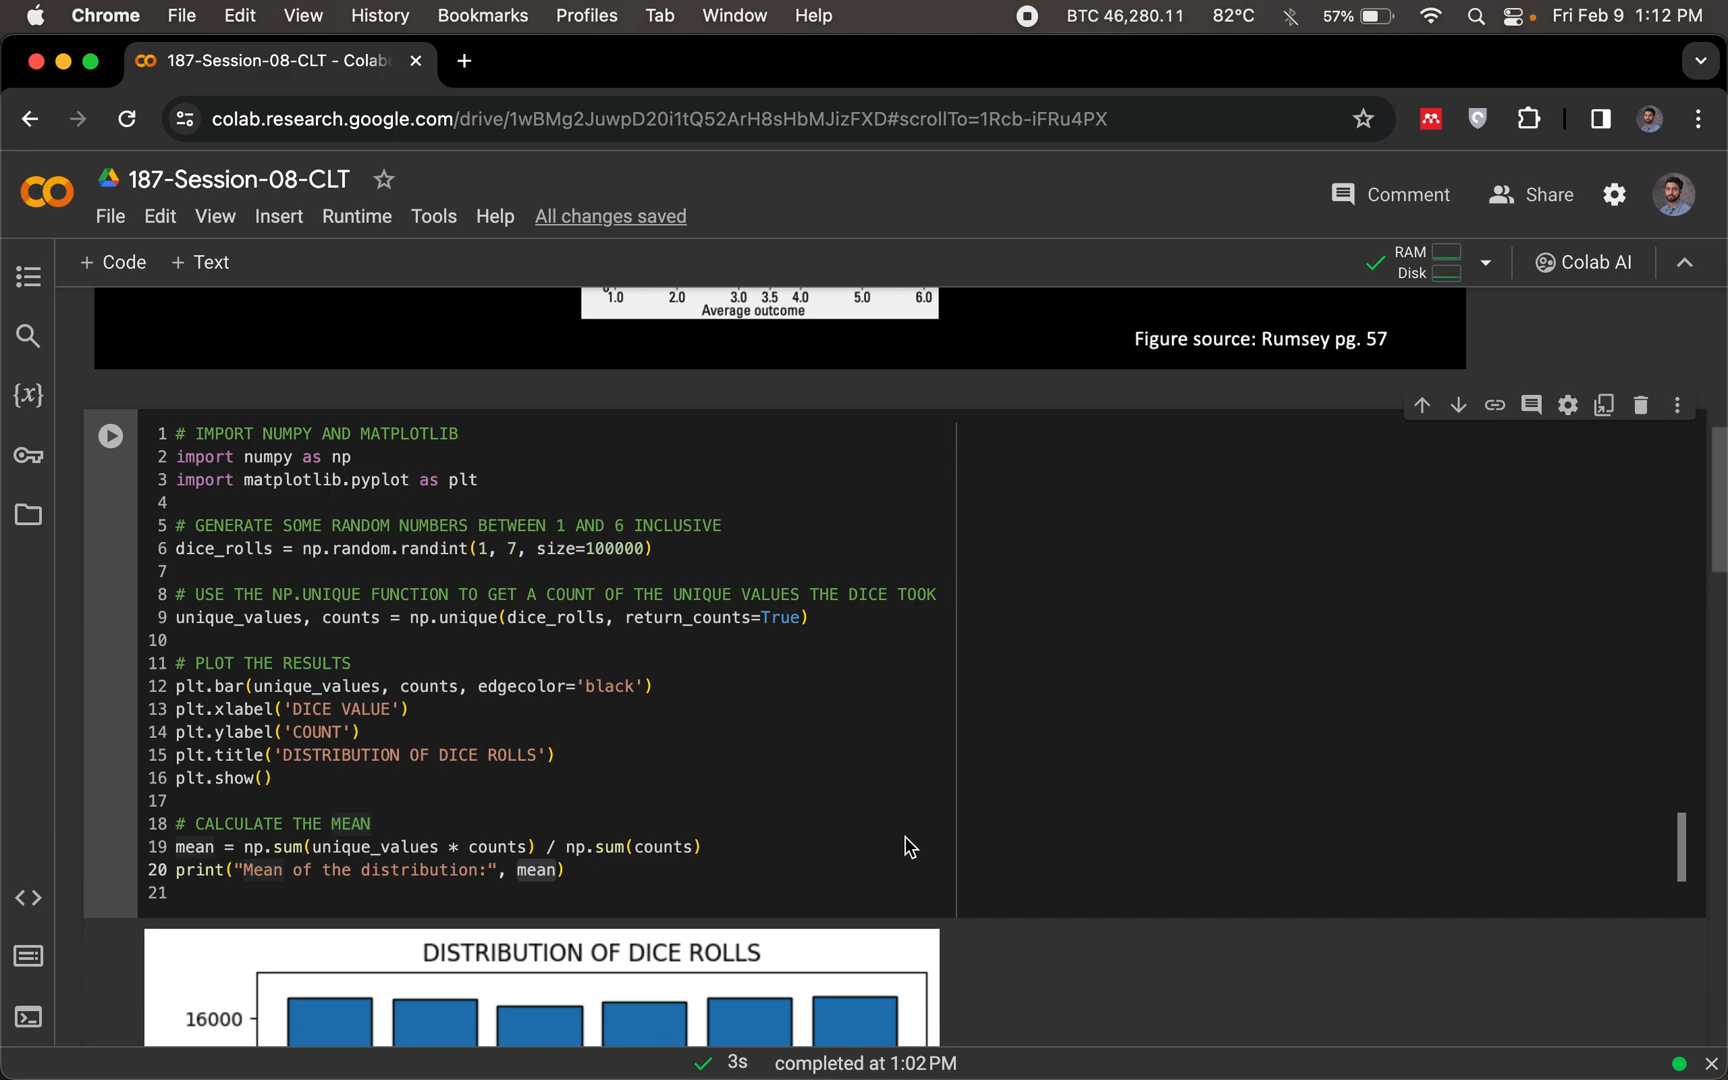 Chrome File Edit View History Bookmarks Profiles Tab Window Help BTC 46,280.11 82°C 57% Fri Feb 9 1:12 PM
187-Session-08-CLT - Colab
colab.research.google.com/drive/1wBMg2JuwpD20i1tQ52ArH8sHbMJizFXD#scrollTo=1Rcb-iFRu4PX
187-Session-08-CLT
Comment Share
File Edit View Insert Runtime Tools Help All changes saved
+ Code + Text RAM Disk Colab AI
1.0 2.0 3.0 3.5 4.0 5.0 6.0
Average outcome
Figure source: Rumsey pg. 57
1 # IMPORT NUMPY AND MATPLOTLIB
2 import numpy as np
3 import matplotlib.pyplot as plt
4
5 # GENERATE SOME RANDOM NUMBERS BETWEEN 1 AND 6 INCLUSIVE
6 dice_rolls = np.random.randint(1, 7, size=100000)
7
8 # USE THE NP.UNIQUE FUNCTION TO GET A COUNT OF THE UNIQUE VALUES THE DICE TOOK
9 unique_values, counts = np.unique(dice_rolls, return_counts=True)
10
11 # PLOT THE RESULTS
12 plt.bar(unique_values, counts, edgecolor='black')
13 plt.xlabel('DICE VALUE')
14 plt.ylabel('COUNT')
15 plt.title('DISTRIBUTION OF DICE ROLLS')
16 plt.show()
17
18 # CALCULATE THE MEAN
19 mean = np.sum(unique_values * counts) / np.sum(counts)
20 print("Mean of the distribution:", mean)
21
DISTRIBUTION OF DICE ROLLS
16000
3s completed at 1:02 PM